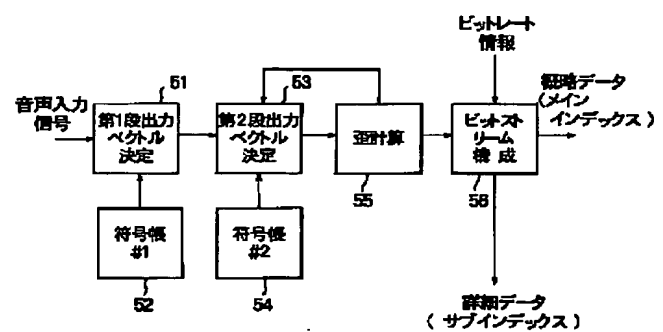 ビットレート
情報
音声入力
信号
51
第1段出力
ベクトル
決定
53
第2段出力
ベクトル
決定
歪計算
55
ビットスト
リーム
構成
56
概略データ
(メイン
インデックス)
符号帳
#1
52
符号帳
#2
54
詳細データ
(サブインデックス)